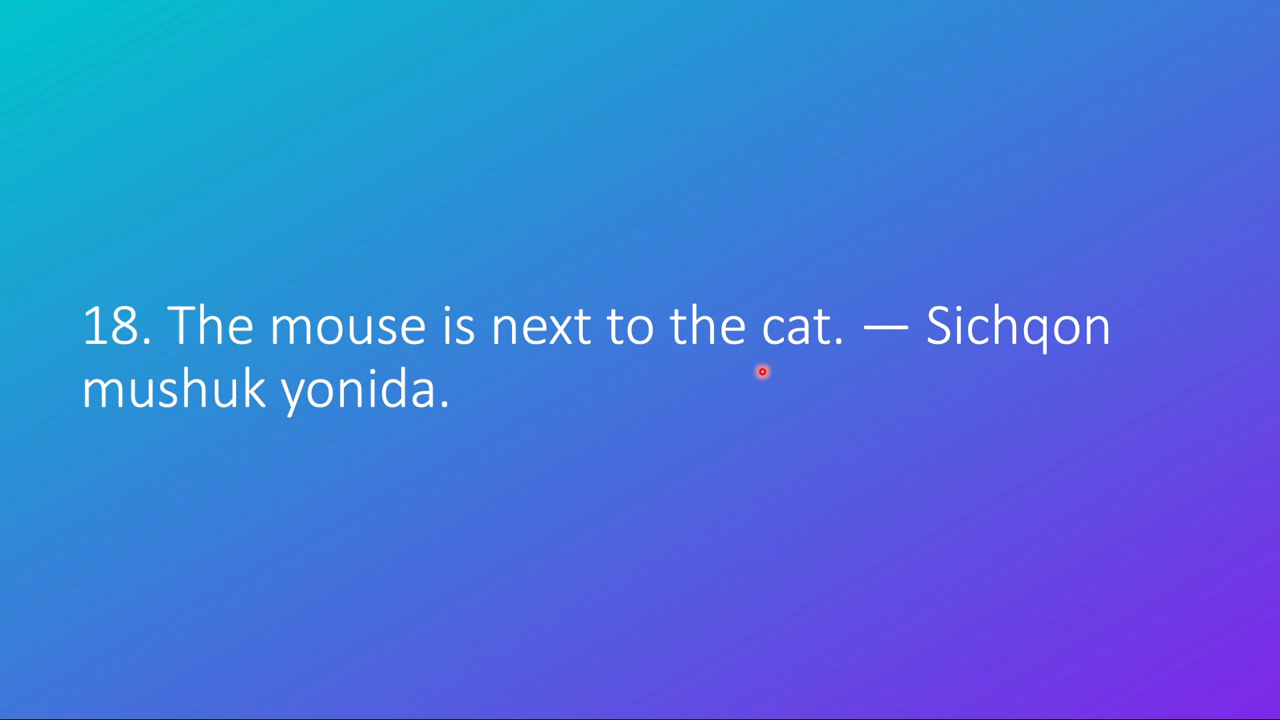 18. The mouse is next to the cat. — Sichqon
mushuk yonida.